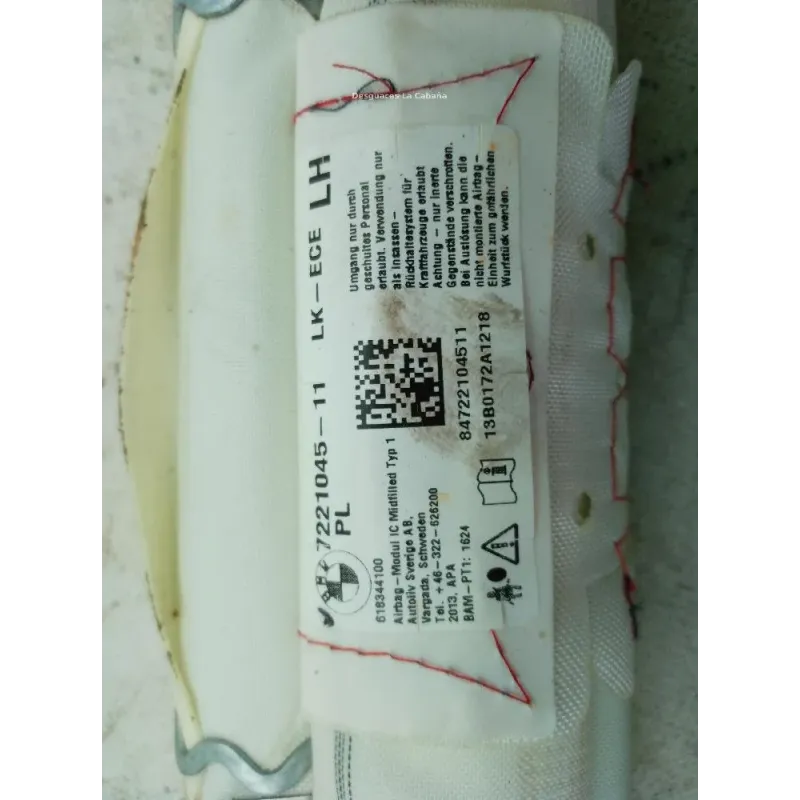 Desguaces La Cabaña
7221045-11 LK-ECE LH
PL
618344100
Airbag-Modul IC Midfilled Typ 1
Autoliv Sverige AB,
Vargada, Schweden
Tel. +46-322-626200
2013, APA
BAM-PT1: 1624
Umgang nur durch
geschultes Personal
erlaubt. Verwendung nur
als Insassen-
Rückhaltesystem für
Kraftfahrzeuge erlaubt
Achtung - nur inerte
Gegenstände verschrotten.
Bei Auslösung kann die
nicht montierte Airbag-
Einheit zum gefährlichen
Wurfstück werden.
84722104511
13B0172A1218